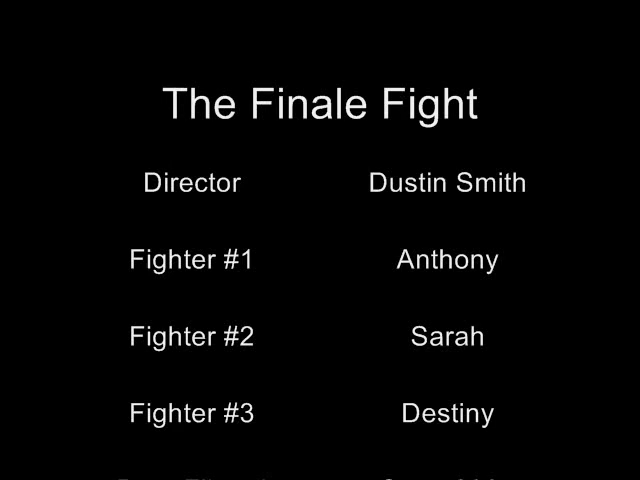 The Finale Fight
Director Dustin Smith
Fighter #1 Anthony
Fighter #2 Sarah
Fighter #3 Destiny